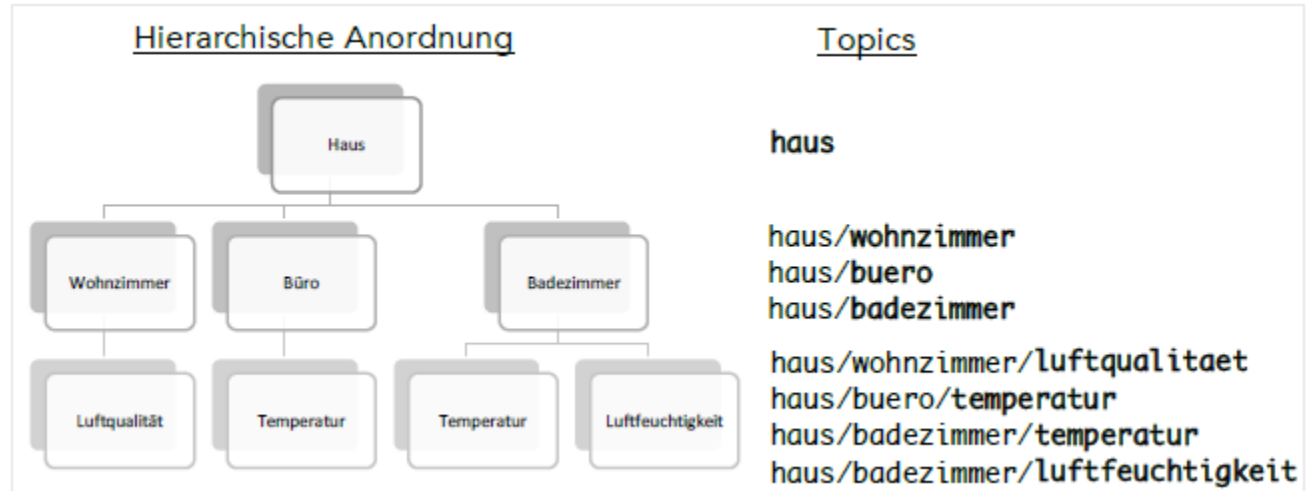 Hierarchische Anordnung
Haus
Wohnzimmer
Büro
Badezimmer
Luftqualität
Temperatur
Temperatur
Luftfeuchtigkeit
Topics
haus
haus/wohnzimmer
haus/buero
haus/badezimmer
haus/wohnzimmer/luftqualitaet
haus/buero/temperatur
haus/badezimmer/temperatur
haus/badezimmer/luftfeuchtigkeit